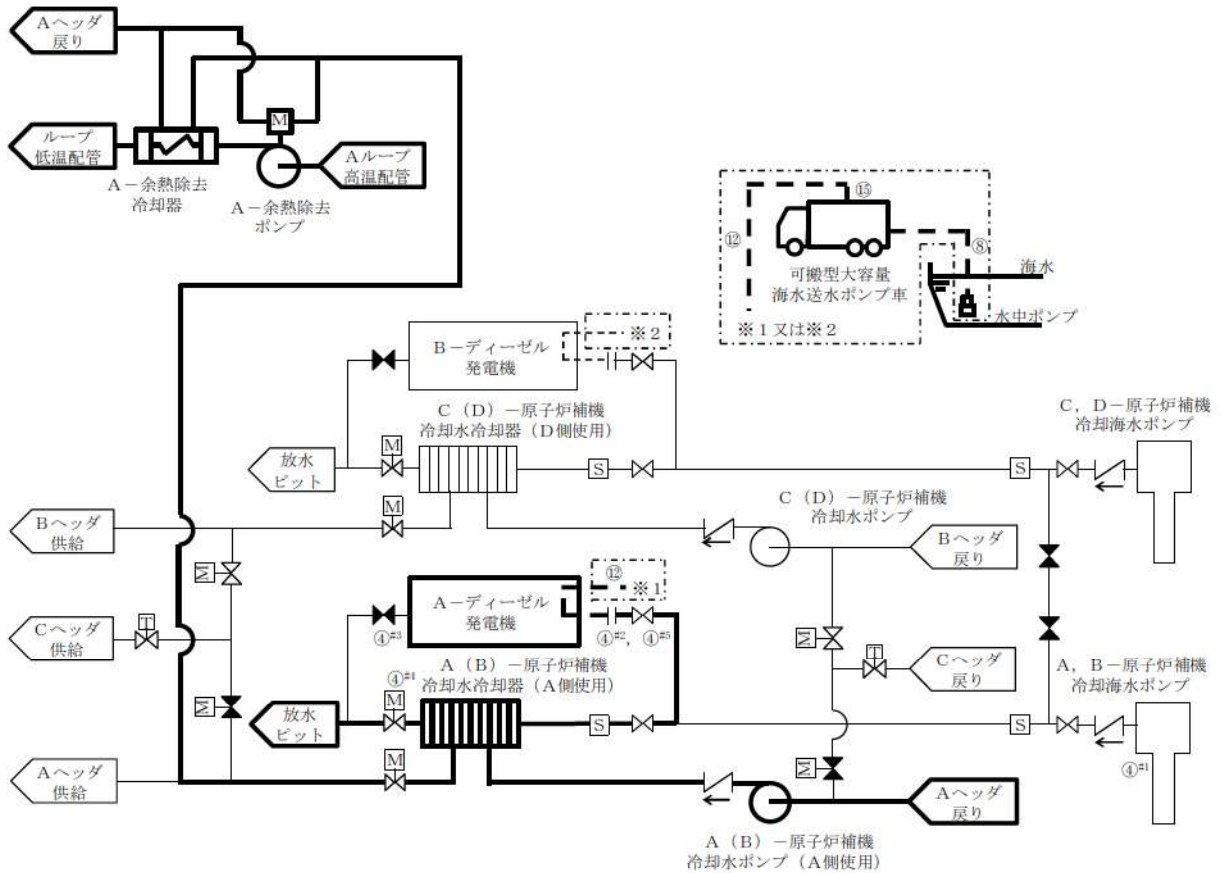 Aヘッダ
戻り
ループ
低温配管
A－余熱除去
冷却器
M
A－余熱除去
ポンプ
Aループ
高温配管
⑮
⑫
⑧
可搬型大容量
海水送水ポンプ車
海水
水中ポンプ
※1又は※2
※2
B－ディーゼル
発電機
C（D）－原子炉補機
冷却水冷却器（D側使用）
放水
ピット
M
S
S
C，D－原子炉補機
冷却海水ポンプ
Bヘッダ
供給
M
C（D）－原子炉補機
冷却水ポンプ
Bヘッダ
戻り
M
⑫
※1
A－ディーゼル
発電機
④#3
④#2，④#5
Cヘッダ
供給
T
M
T
Cヘッダ
戻り
A（B）－原子炉補機
冷却水冷却器（A側使用）
④#4
M
放水
ピット
S
S
A，B－原子炉補機
冷却海水ポンプ
④#1
M
Aヘッダ
供給
M
M
Aヘッダ
戻り
A（B）－原子炉補機
冷却水ポンプ（A側使用）